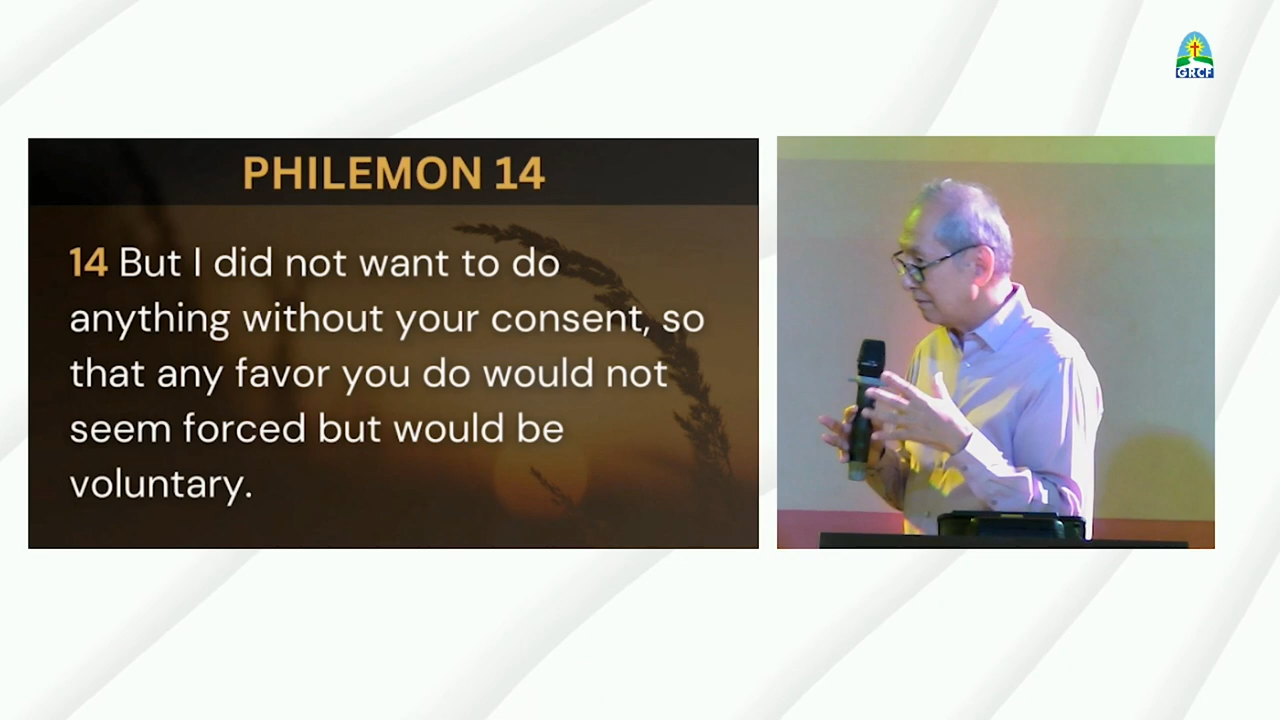 GRCF
PHILEMON 14
14 But I did not want to do
anything without your consent, so
that any favor you do would not
seem forced but would be
voluntary.